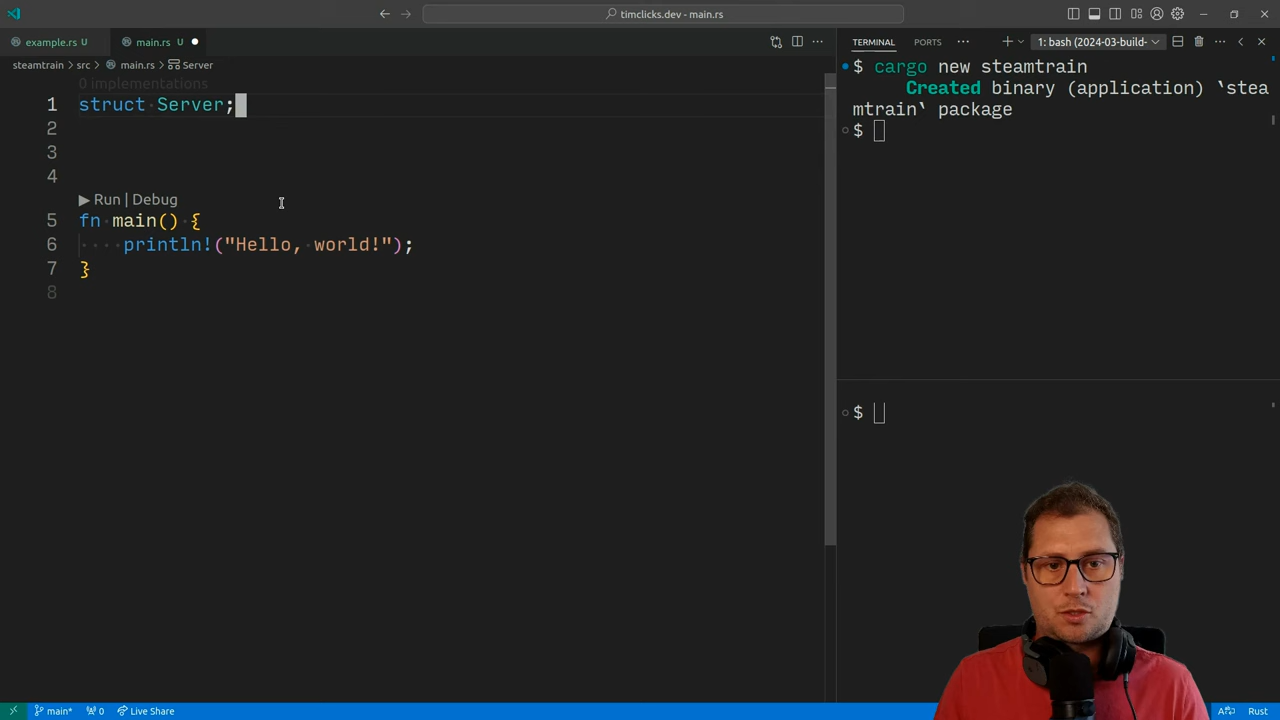 timclicks.dev - main.rs
example.rs U
main.rs U
TERMINAL
PORTS
1: bash (2024-03-build-
steamtrain > src > main.rs > Server
0 implementations
1 struct Server;
2
3
4
Run | Debug
5 fn main() {
6 println!("Hello, world!");
7 }
8
$ cargo new steamtrain
Created binary (application) `stea
mtrain` package
$
$
main*
0
Live Share
Rust